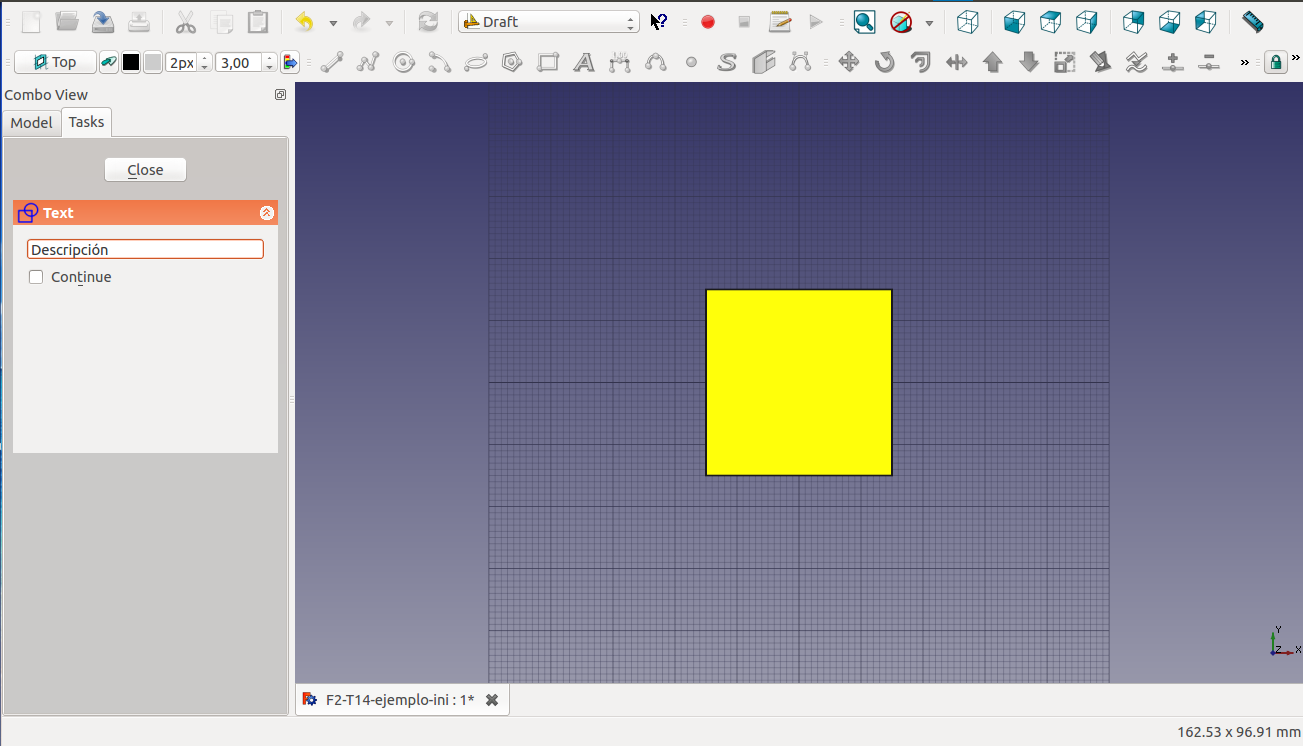 Draft
Top
2px
3,00
Combo View
Model
Tasks
Close
Text
Descripción
Continue
Y
Z
X
F2-T14-ejemplo-ini : 1*
162.53 x 96.91 mm